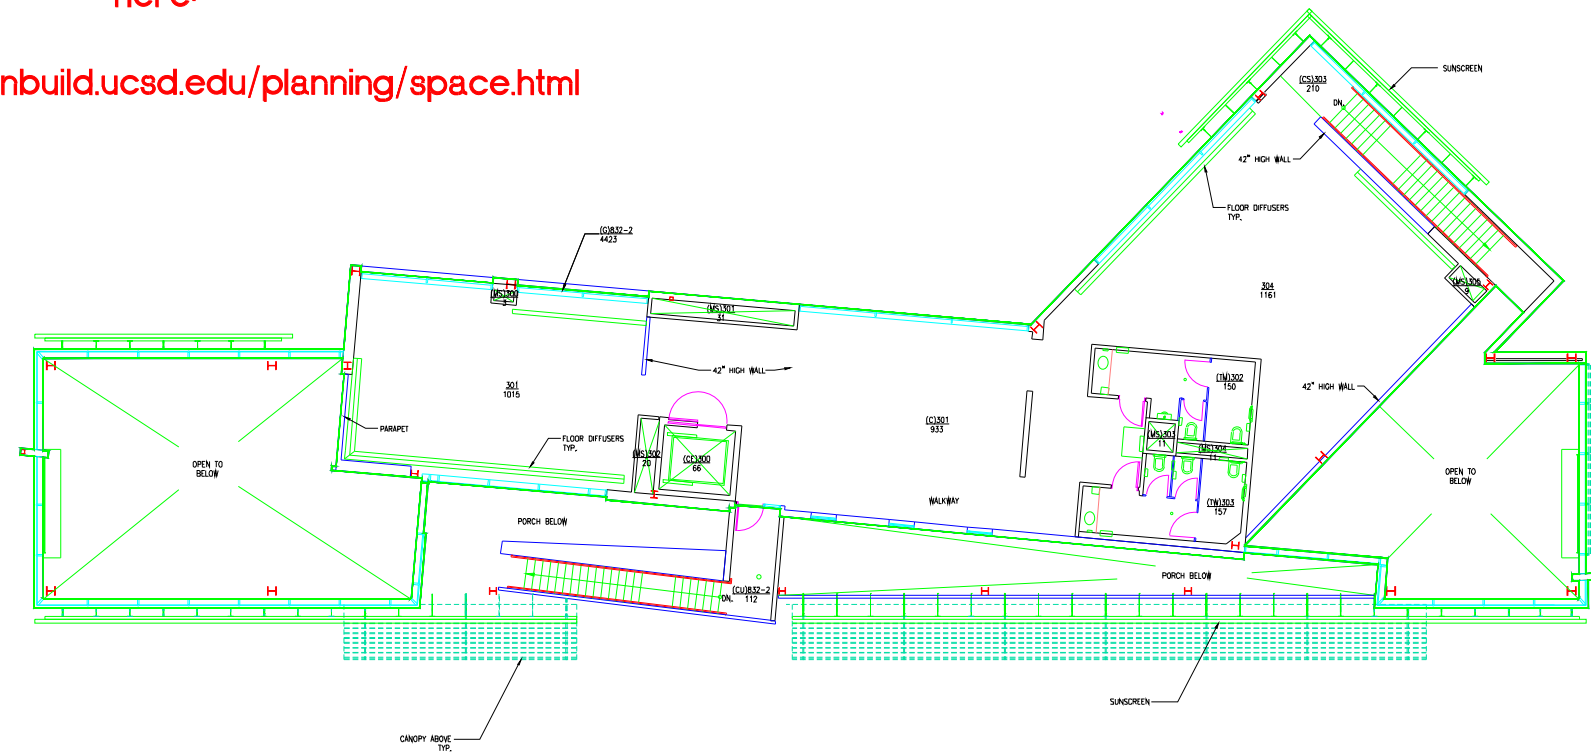 here.
nbuild.ucsd.edu/planning/space.html
SUNSCREEN
(CS)303
210
DN.
42" HIGH WALL
FLOOR DIFFUSERS
TYP.
(G)832-2
4423
304
1161
(MS)306
9
(MS)300
3
(MS)301
31
42" HIGH WALL
301
1015
(TM)302
150
42" HIGH WALL
(C)301
933
PARAPET
FLOOR DIFFUSERS
TYP.
(MS)303
11
(MS)304
11
(MS)302
20
(CE)300
66
OPEN TO
BELOW
OPEN TO
BELOW
WALKWAY
(TW)303
157
PORCH BELOW
PORCH BELOW
(CU)832-2
112
DN.
SUNSCREEN
CANOPY ABOVE
TYP.